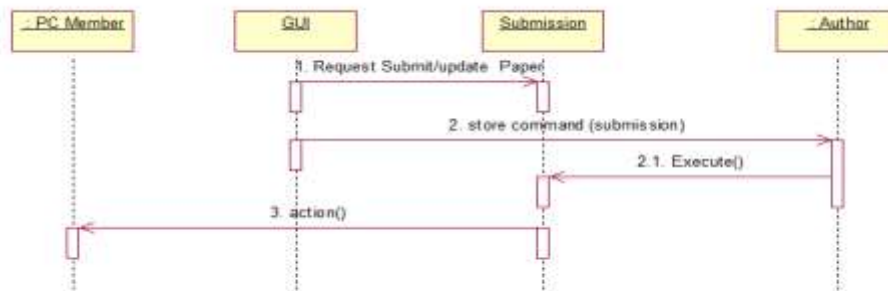 : PC Member
GUI
Submission
: Author
1. Request Submit/update Paper
2. store command (submission)
2.1. Execute()
3. action()